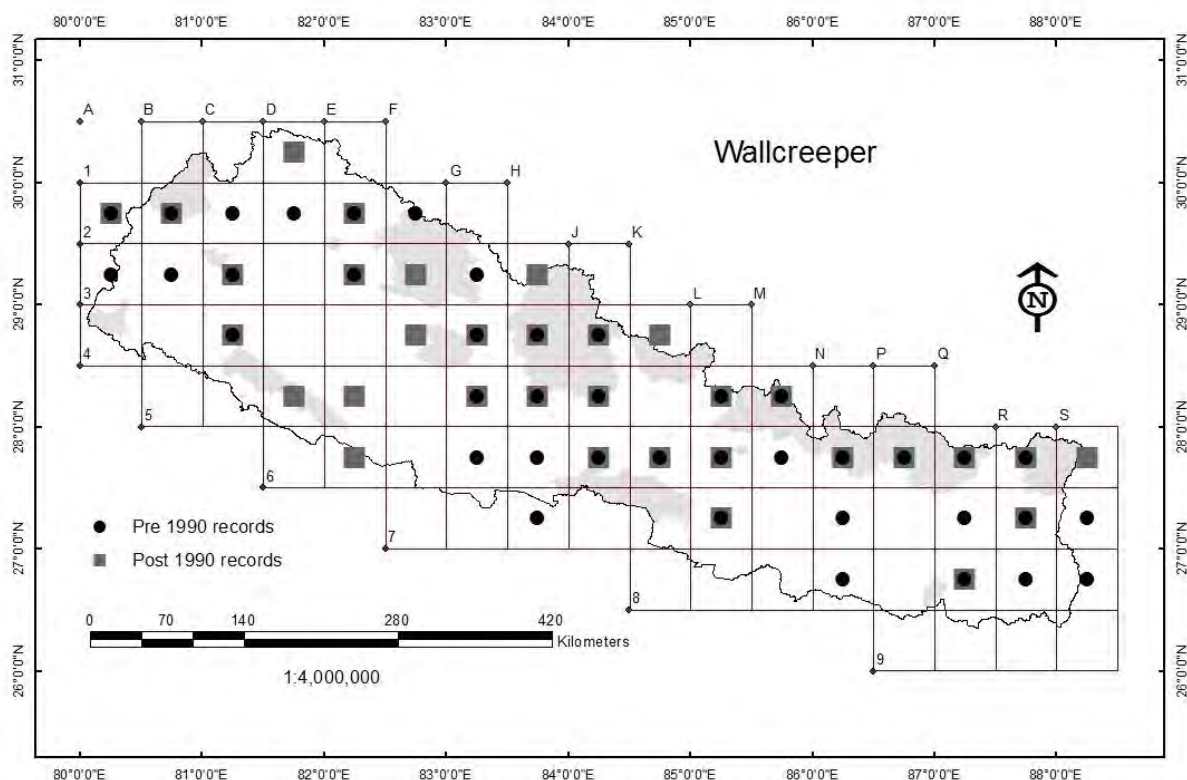 80°0'0"E 81°0'0"E 82°0'0"E 83°0'0"E 84°0'0"E 85°0'0"E 86°0'0"E 87°0'0"E 88°0'0"E
31°0'0"N 31°0'0"N
A B C D E F
Wallcreeper
30°0'0"N 1 G H 30°0'0"N
2 J K
N
29°0'0"N 3 L M 29°0'0"N
4 N P Q
28°0'0"N 5 R S 28°0'0"N
6
Pre 1990 records
27°0'0"N 7 27°0'0"N
Post 1990 records
8
0 70 140 280 420
Kilometers
26°0'0"N 9 26°0'0"N
1:4,000,000
80°0'0"E 81°0'0"E 82°0'0"E 83°0'0"E 84°0'0"E 85°0'0"E 86°0'0"E 87°0'0"E 88°0'0"E